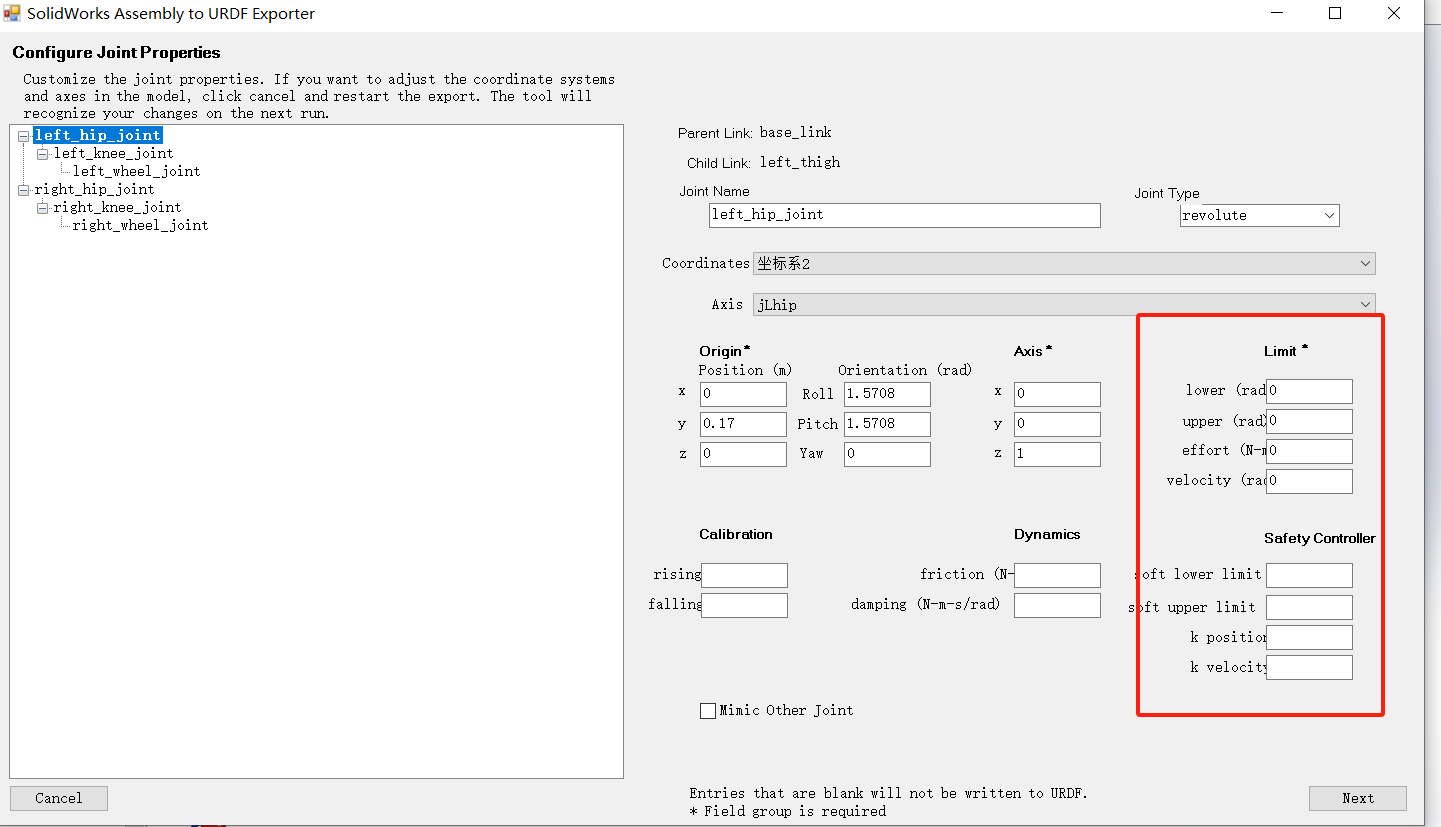 SolidWorks Assembly to URDF Exporter
Configure Joint Properties
Customize the joint properties. If you want to adjust the coordinate systems
and axes in the model, click cancel and restart the export. The tool will
recognize your changes on the next run.
left_hip_joint
left_knee_joint
left_wheel_joint
right_hip_joint
right_knee_joint
right_wheel_joint
Parent Link: base_link
Child Link: left_thigh
Joint Name
left_hip_joint
Joint Type
revolute
Coordinates 坐标系2
Axis jLhip
Origin*
Position (m) Orientation (rad)
x 0 Roll 1.5708
y 0.17 Pitch 1.5708
z 0 Yaw 0
Axis *
x 0
y 0
z 1
Limit *
lower (rad 0
upper (rad) 0
effort (N-m 0
velocity (rad 0
Calibration
rising
falling
Dynamics
friction (N-
damping (N-m-s/rad)
Safety Controller
soft lower limit
soft upper limit
k position
k velocity
Mimic Other Joint
Entries that are blank will not be written to URDF.
* Field group is required
Cancel
Next